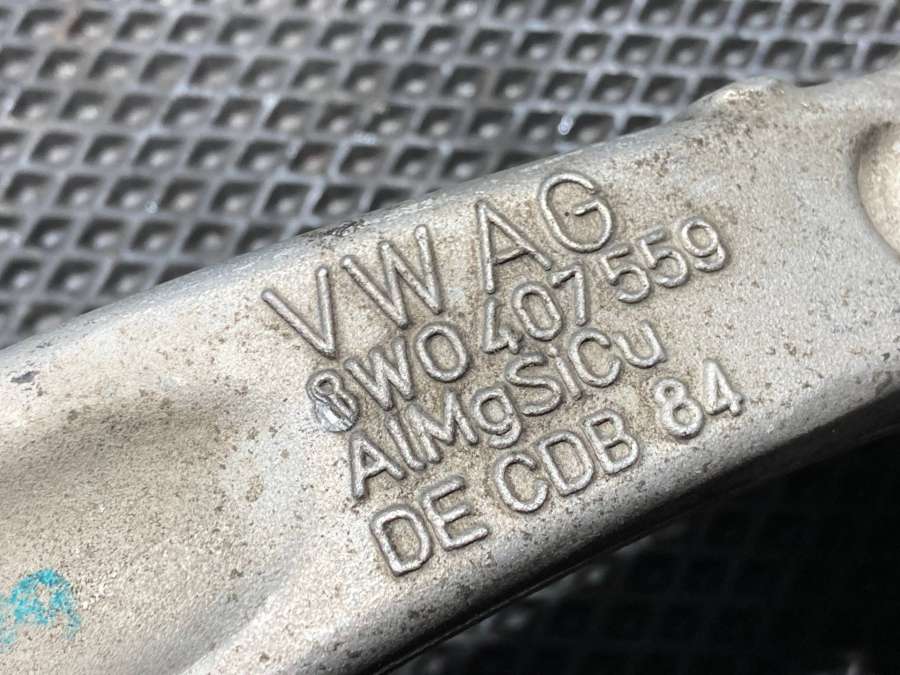 VW AG
8W0 407 559
AlMgSiCu
DE CDB 84